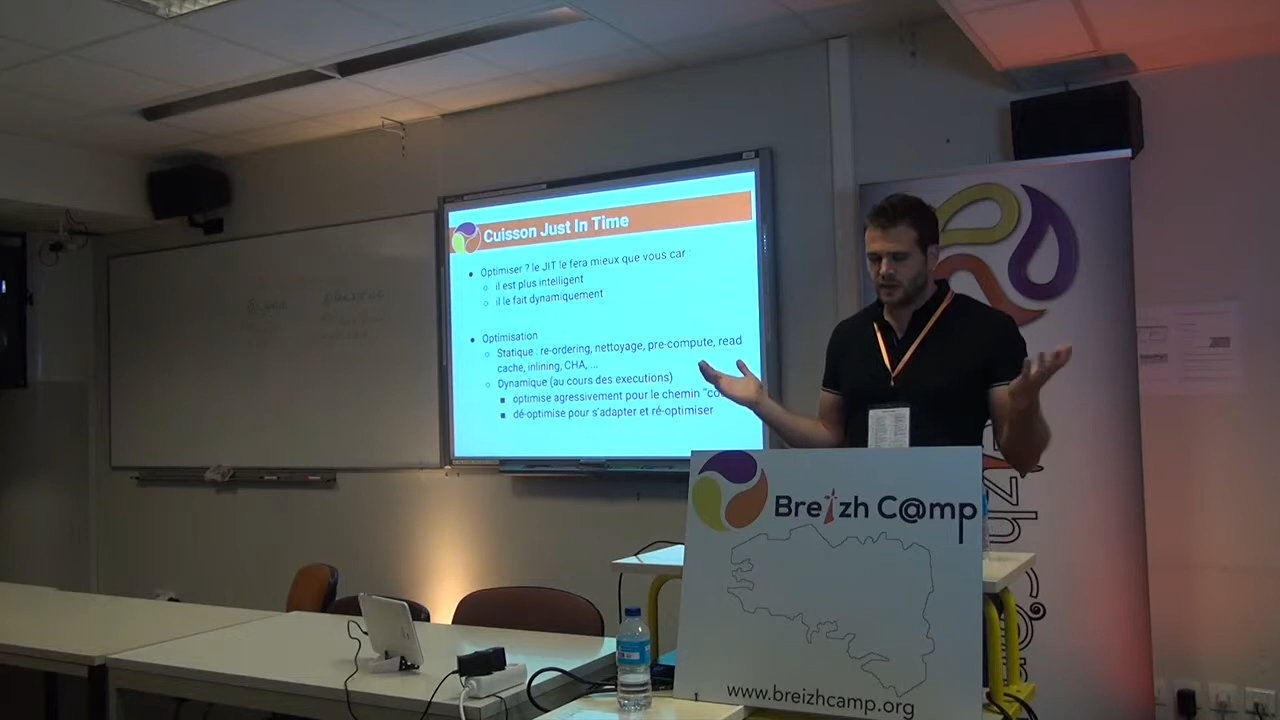 Cuisson Just In Time
Optimiser ? le JIT le fera mieux que vous car :
il est plus intelligent
il le fait dynamiquement
Optimisation
Statique : re-ordering, nettoyage, pre-compute, read
cache, inlining, CHA, ...
Dynamique (au cours des executions)
optimise agressivement pour le chemin
dé-optimise pour s'adapter et ré-optimiser
Breizh C@mp
www.breizhcamp.org